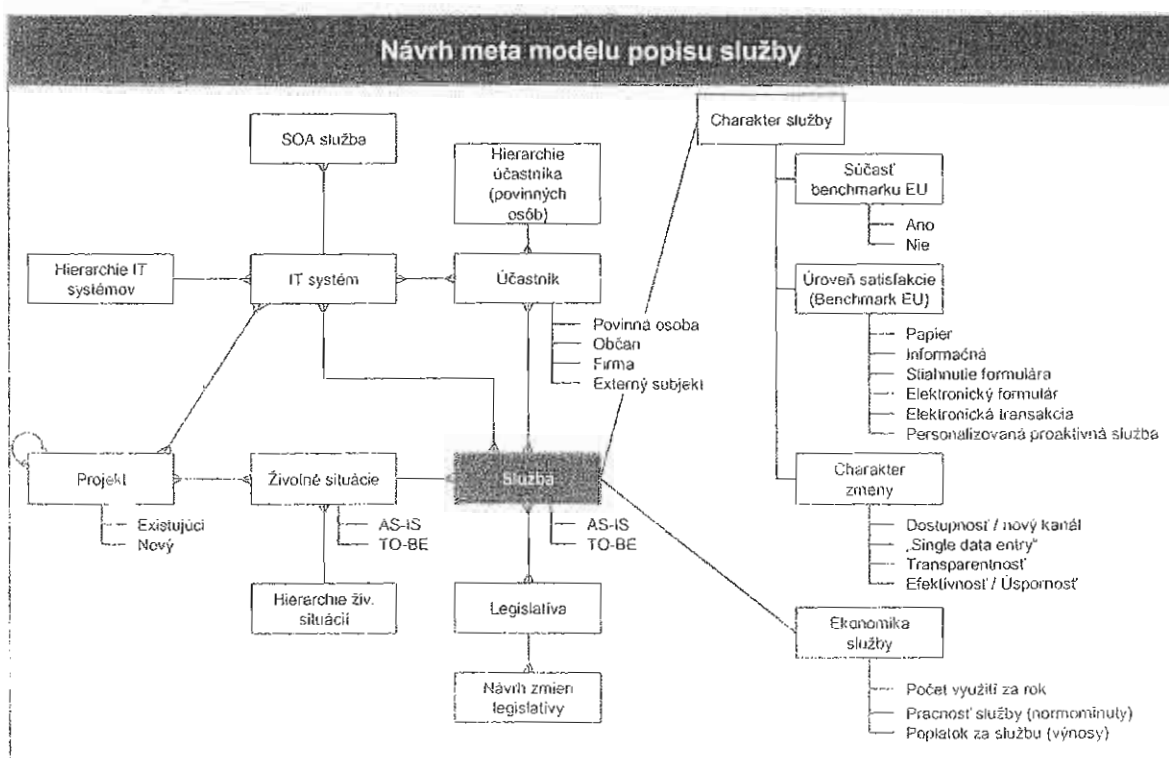 Návrh meta modelu popisu služby
SOA služba
Hierarchie
účastníka
(povinných
osôb)
Charakter služby
Súčasť
benchmarku EU
Ano
Nie
Hierarchie IT
systémov
IT systém
Účastník
Povinná osoba
Občan
Firma
Externý subjekt
Úroveň satisfakcie
(Benchmark EU)
Papier
Informačná
Stiahnutie formulára
Elektronický formulár
Elektronická transakcia
Personalizovaná proaktívna služba
Projekt
Existujúci
Nový
Životné situácie
AS-IS
TO-BE
Služba
AS-IS
TO-BE
Charakter
zmeny
Dostupnosť / nový kanál
„Single data entry“
Transparentnosť
Efektívnosť / Úspornosť
Hierarchie živ.
situácií
Legislatíva
Návrh zmien
legislatívy
Ekonomika
služby
Počet využití za rok
Pracnosť služby (normominuty)
Poplatok za službu (výnosy)